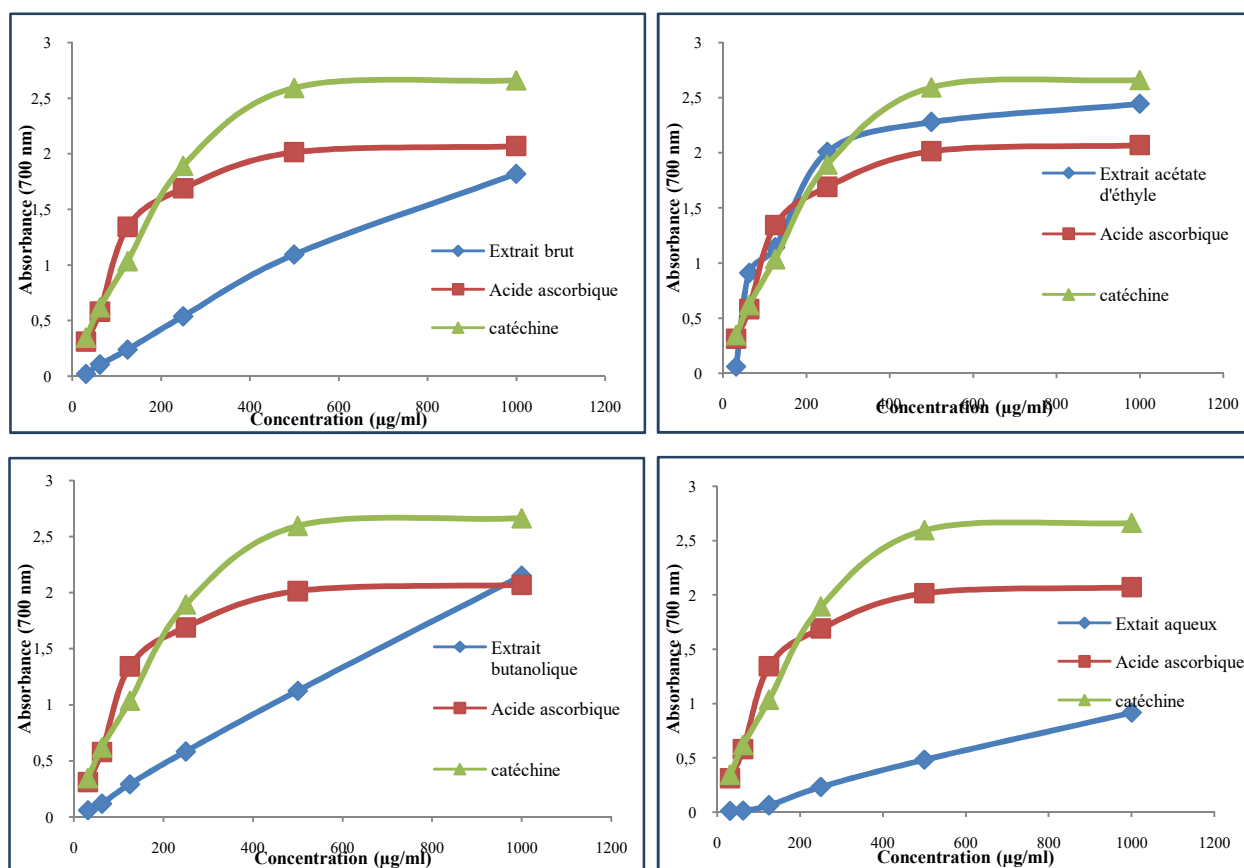 3
2,5
2
1,5
1
0,5
0
Absorbance (700 nm)
Extrait brut
Acide ascorbique
catéchine
0 200 400 600 800 1000 1200
Concentration (µg/ml)
3
2,5
2
1,5
1
0,5
0
Absorbance (700 nm)
Extrait acétate
d'éthyle
Acide ascorbique
catéchine
0 200 400 600 800 1000 1200
Concentration (µg/ml)
3
2,5
2
1,5
1
0,5
0
Absorbance (700 nm)
Extrait
butanolique
Acide ascorbique
catéchine
0 200 400 600 800 1000 1200
Concentration (µg/ml)
3
2,5
2
1,5
1
0,5
0
Absorbance (700 nm)
Extait aqueux
Acide ascorbique
catéchine
0 200 400 600 800 1000 1200
Concentration (µg/ml)